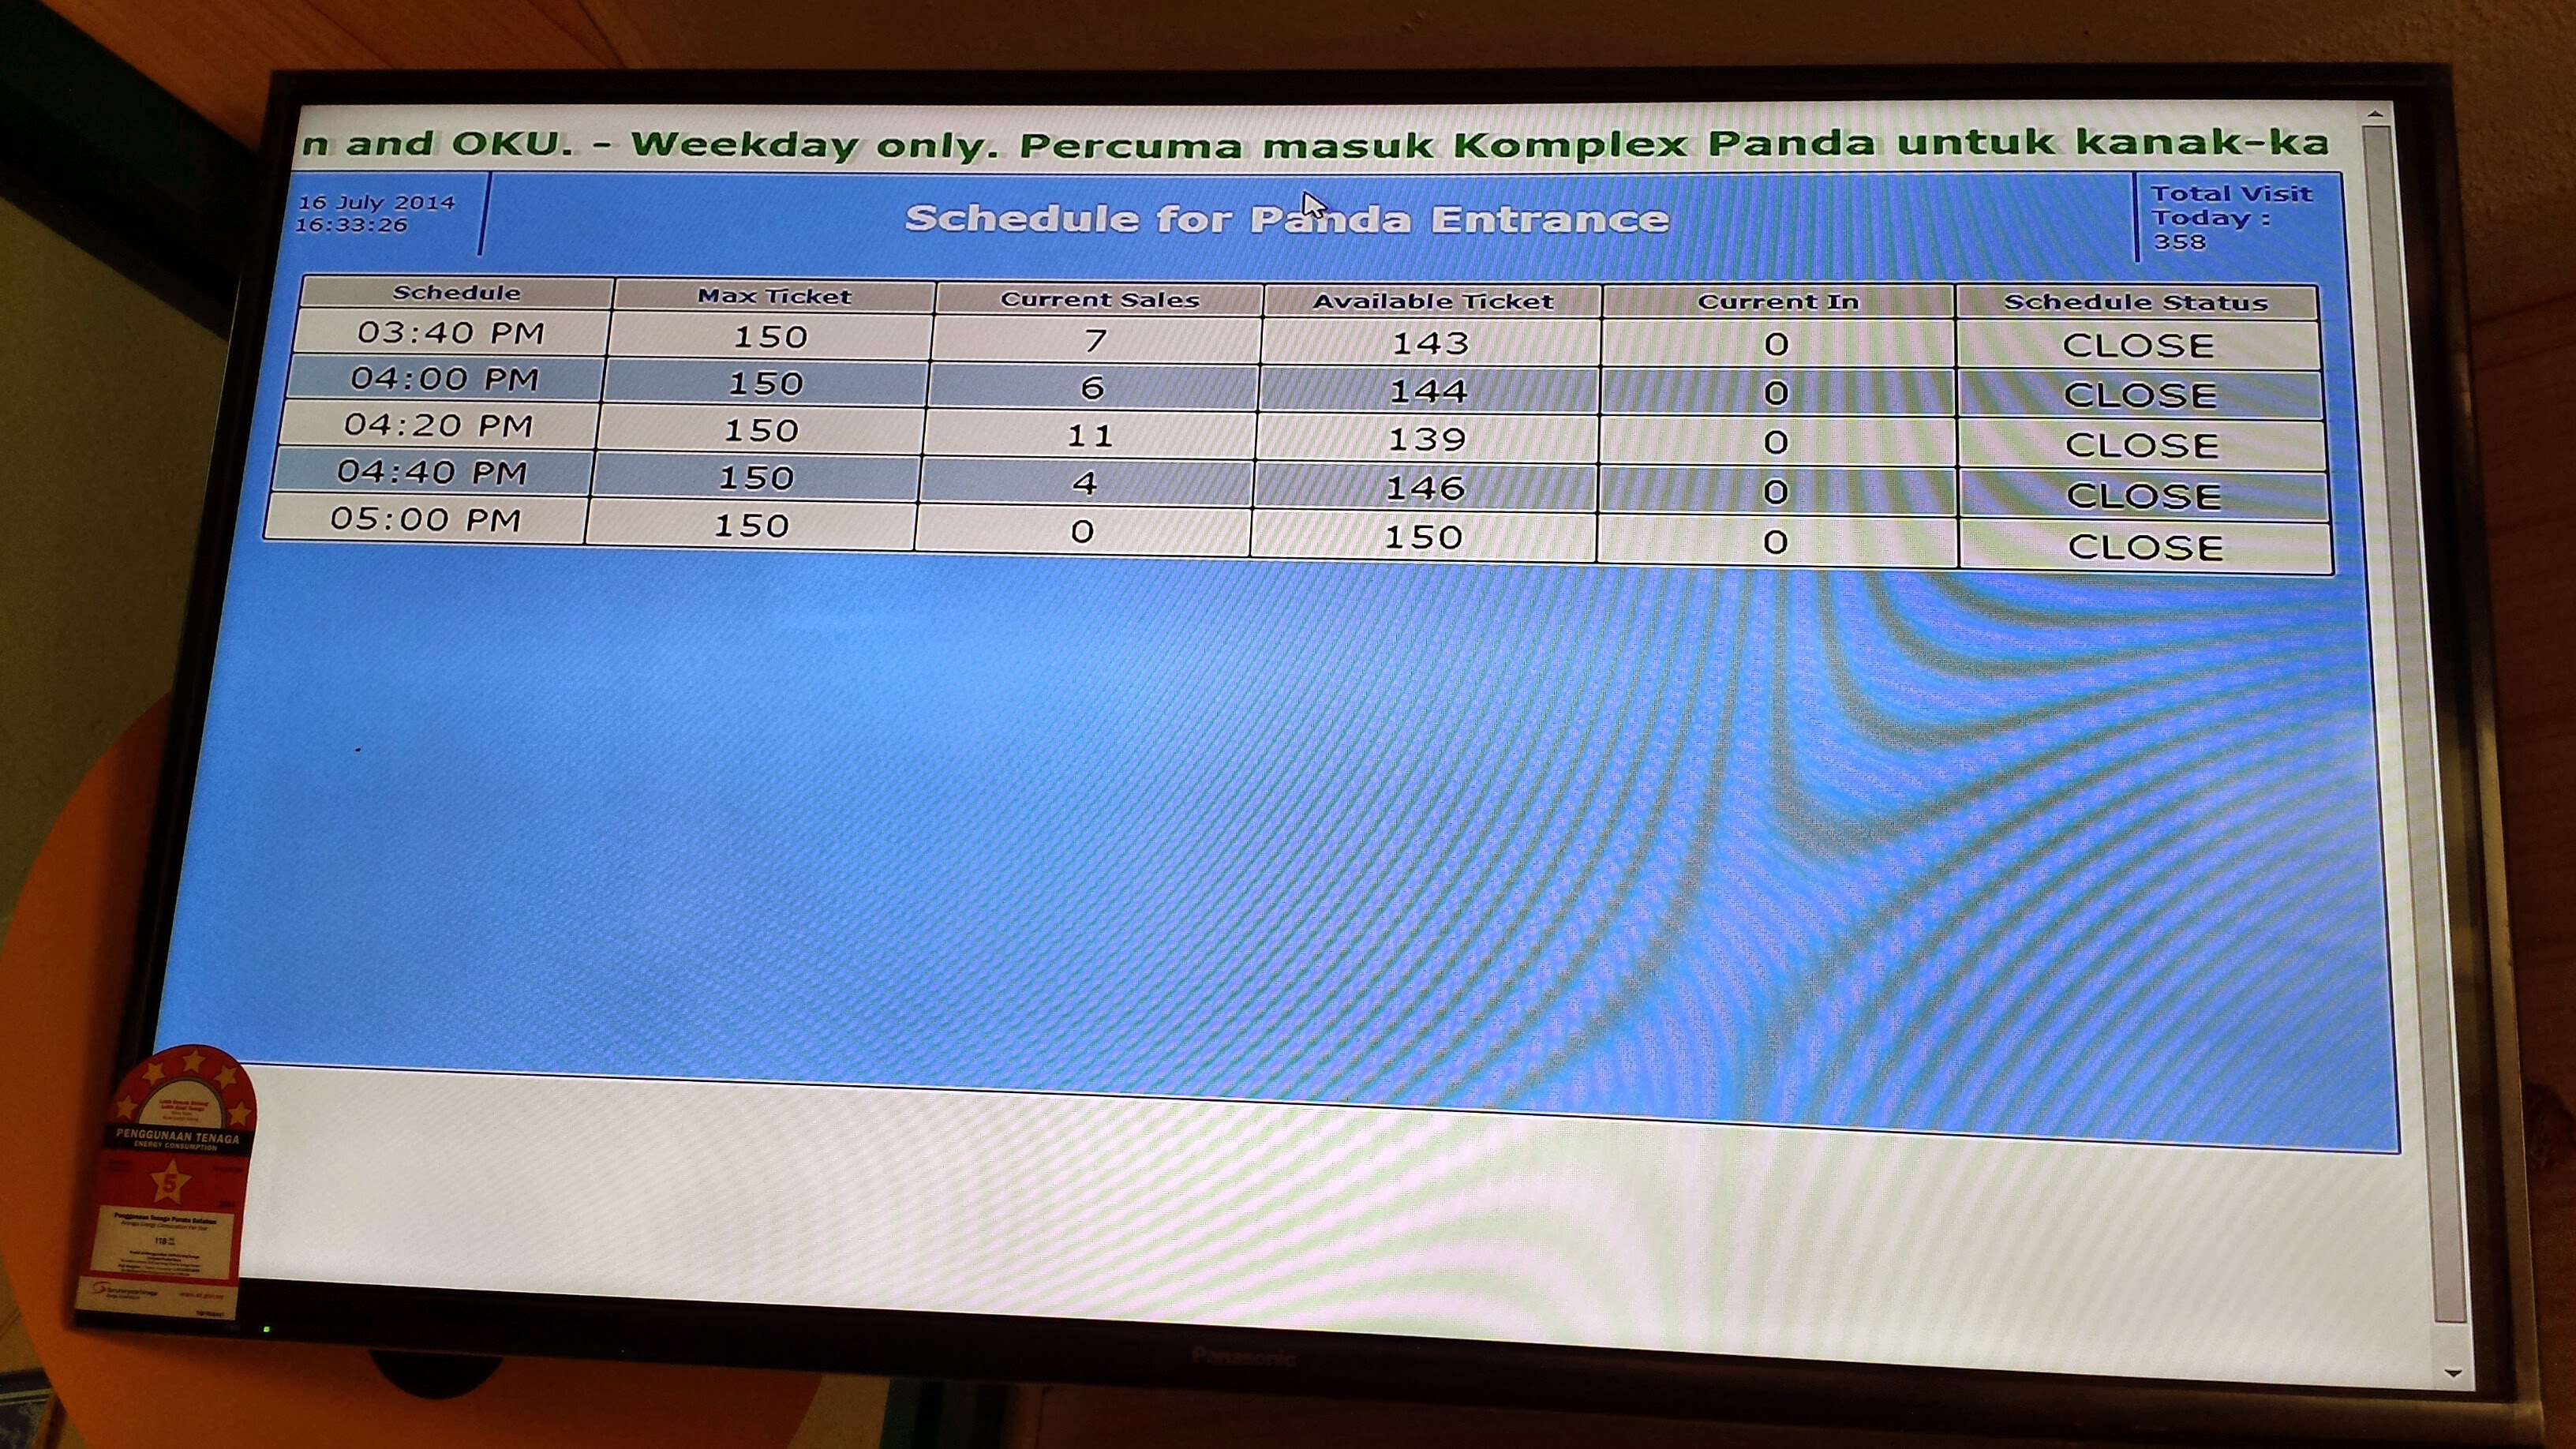 n and OKU. - Weekday only. Percuma masuk Komplex Panda untuk kanak-ka
16 July 2014
16:33:26
Schedule for Panda Entrance
Total Visit
Today :
358
Schedule Max Ticket Current Sales Available Ticket Current In Schedule Status
03:40 PM 150 7 143 0 CLOSE
04:00 PM 150 6 144 0 CLOSE
04:20 PM 150 11 139 0 CLOSE
04:40 PM 150 4 146 0 CLOSE
05:00 PM 150 0 150 0 CLOSE
PENGGUNAAN TENAGA
ENERGY CONSUMPTION
5
Panasonic